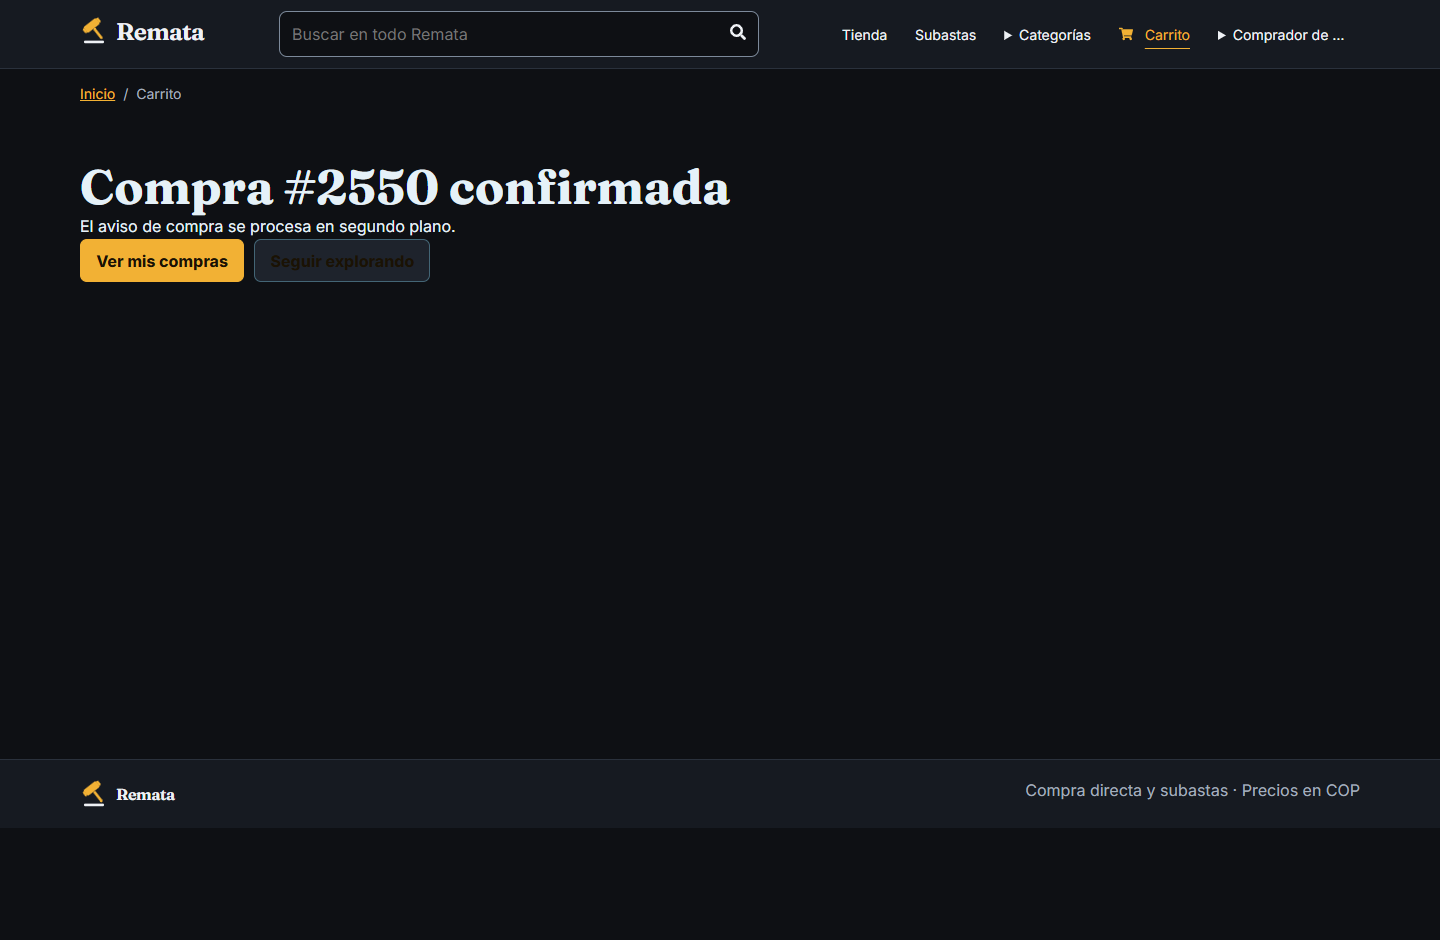 Remata
Buscar en todo Remata
Tienda
Subastas
Categorías
Carrito
Comprador de ...
Inicio / Carrito
Compra #2550 confirmada
El aviso de compra se procesa en segundo plano.
Ver mis compras
Seguir explorando
Remata
Compra directa y subastas · Precios en COP